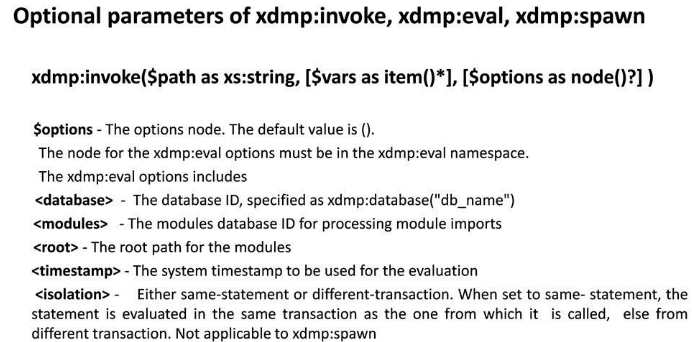 Optional parameters of xdmp:invoke, xdmp:eval, xdmp:spawn
xdmp:invoke($path as xs:string, [$vars as item()*], [$options as node()?] )
$options - The options node. The default value is ().
The node for the xdmp:eval options must be in the xdmp:eval namespace.
The xdmp:eval options includes
<database> - The database ID, specified as xdmp:database("db_name")
<modules> - The modules database ID for processing module imports
<root> - The root path for the modules
<timestamp> - The system timestamp to be used for the evaluation
<isolation> - Either same-statement or different-transaction. When set to same- statement, the
statement is evaluated in the same transaction as the one from which it is called, else from
different transaction. Not applicable to xdmp:spawn